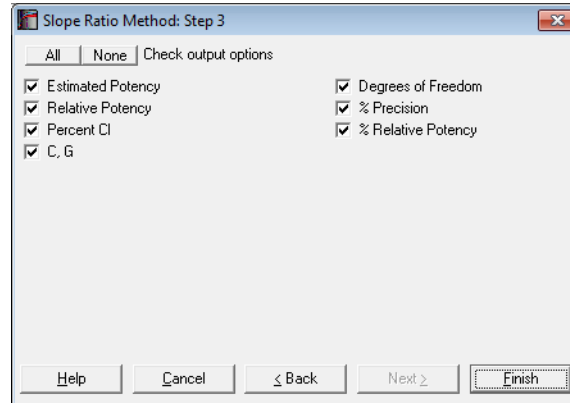 Slope Ratio Method: Step 3
All None Check output options
Estimated Potency
Relative Potency
Percent CI
C, G
Degrees of Freedom
% Precision
% Relative Potency
Help Cancel < Back Next > Finish